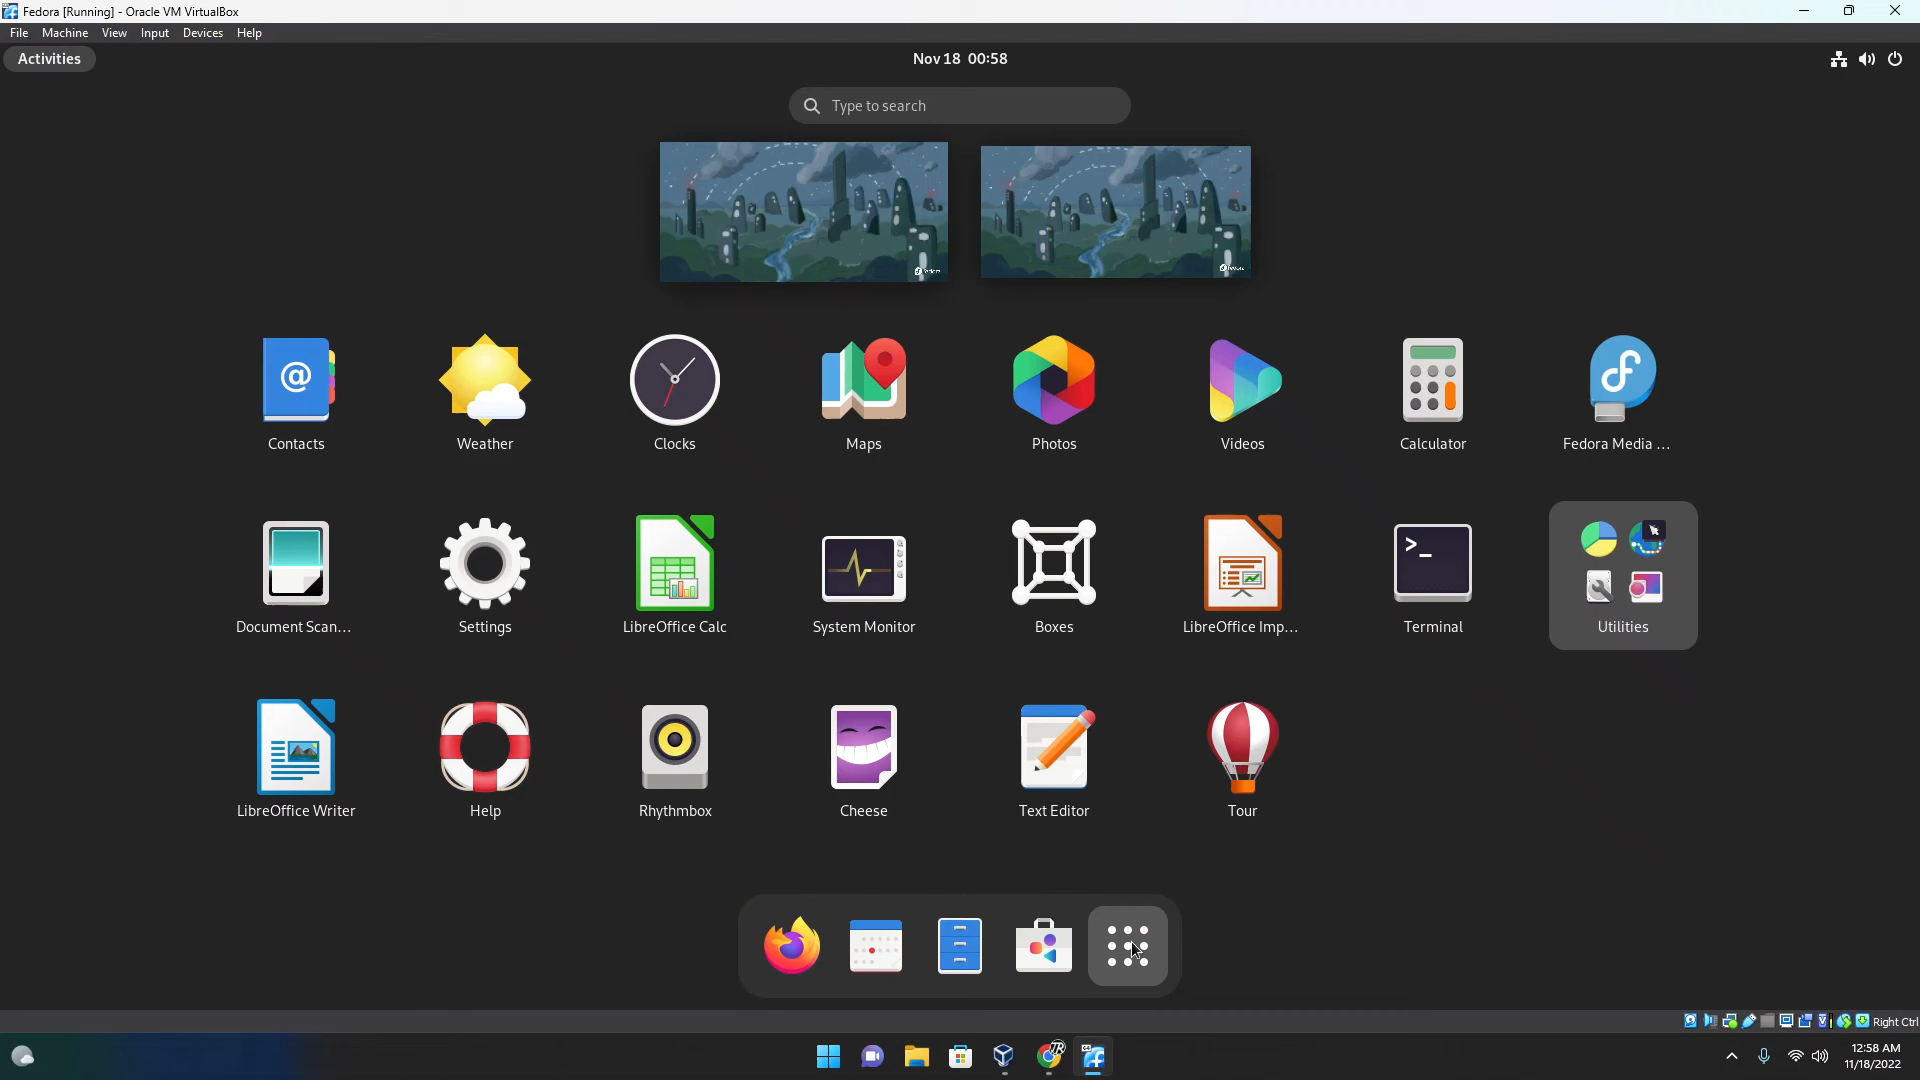 Fedora [Running] - Oracle VM VirtualBox
File Machine View Input Devices Help
Activities
Nov 18 00:58
Type to search
fedora
fedora
Contacts
Weather
Clocks
Maps
Photos
Videos
Calculator
Fedora Media ...
Document Scan...
Settings
LibreOffice Calc
System Monitor
Boxes
LibreOffice Imp...
Terminal
Utilities
LibreOffice Writer
Help
Rhythmbox
Cheese
Text Editor
Tour
Right Ctrl
12:58 AM
11/18/2022